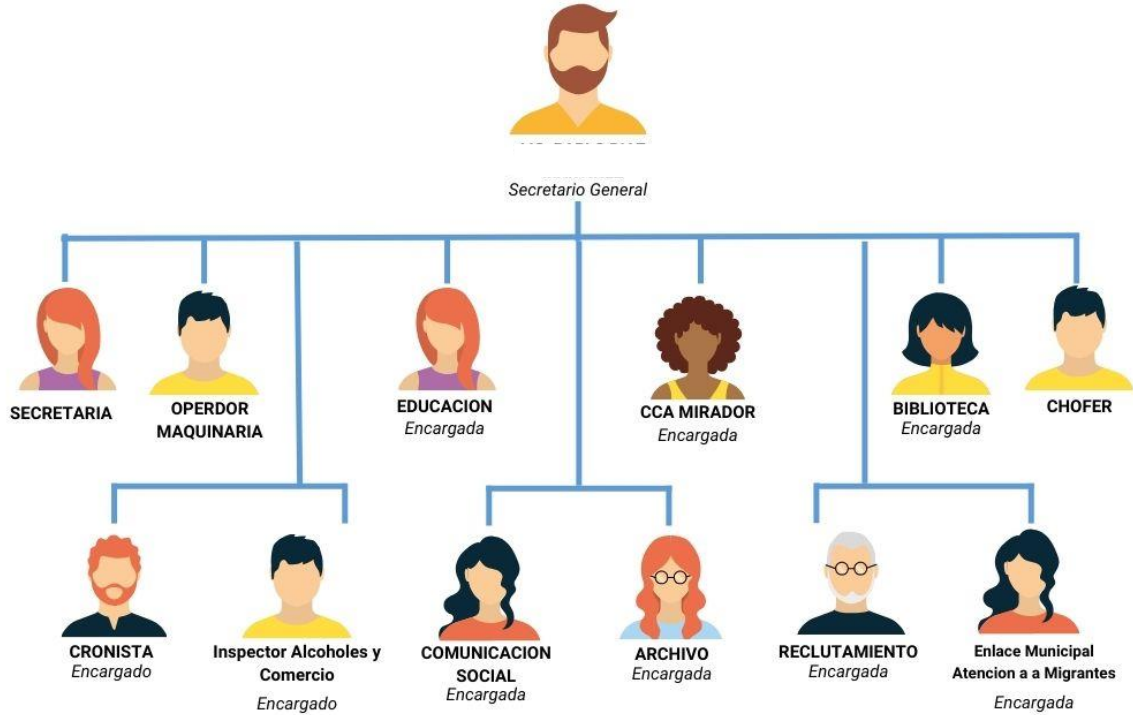 Secretario General
SECRETARIA
OPERDOR
MAQUINARIA
EDUCACION
Encargada
CCA MIRADOR
Encargada
BIBLIOTECA
Encargada
CHOFER
CRONISTA
Encargado
Inspector Alcoholes y
Comercio
Encargado
COMUNICACION
SOCIAL
Encargada
ARCHIVO
Encargada
RECLUTAMIENTO
Encargada
Enlace Municipal
Atencion a a Migrantes
Encargada